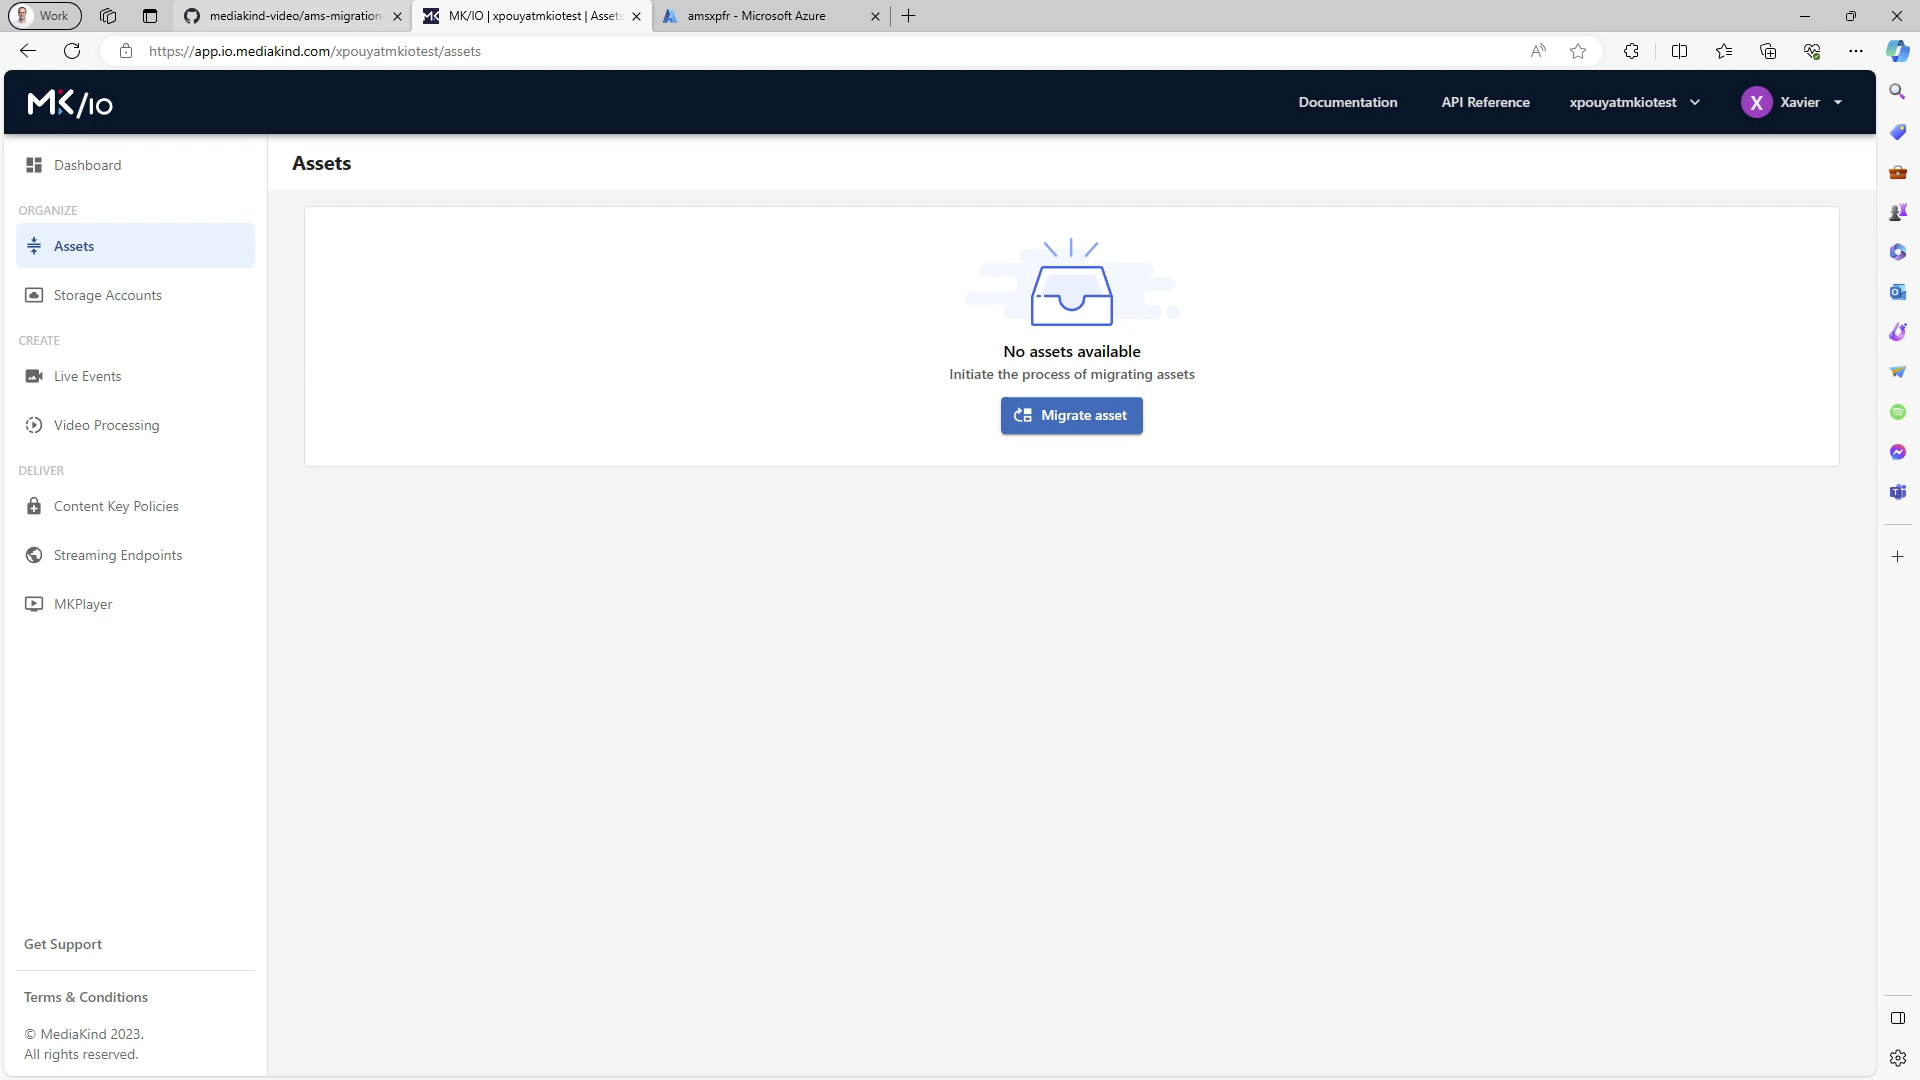 Work
mediakind-video/ams-migration
MK/IO | xpouyatmkiotest | Assets
amsxpfr - Microsoft Azure
https://app.io.mediakind.com/xpouyatmkiotest/assets
MK/IO
Documentation
API Reference
xpouyatmkiotest
X
Xavier
Dashboard
ORGANIZE
Assets
Storage Accounts
CREATE
Live Events
Video Processing
DELIVER
Content Key Policies
Streaming Endpoints
MKPlayer
Get Support
Terms & Conditions
© MediaKind 2023.
All rights reserved.
Assets
No assets available
Initiate the process of migrating assets
Migrate asset